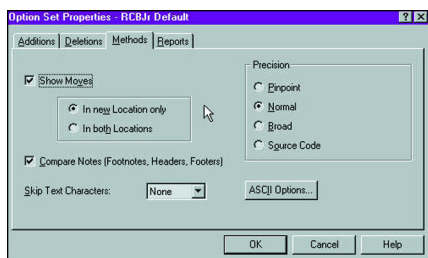 Option Set Properties - RCBJr Default
Additions
Deletions
Methods
Reports
Show Moves
In new Location only
In both Locations
Compare Notes (Footnotes, Headers, Footers)
Skip Text Characters:
None
Precision
Pinpoint
Normal
Broad
Source Code
ASCII Options...
OK
Cancel
Help